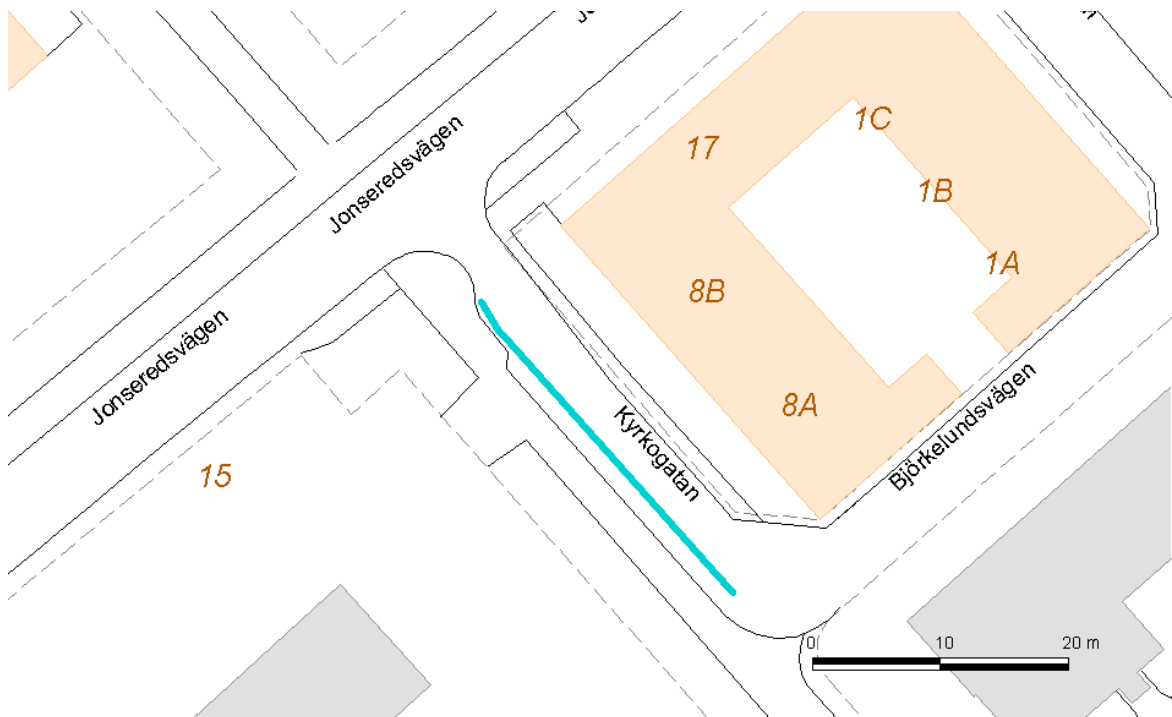 Jonseredsvägen
Jonseredsvägen
17
1C
1B
1A
8B
8A
Kyrkogatan
Björkelundsvägen
15
0 10 20 m